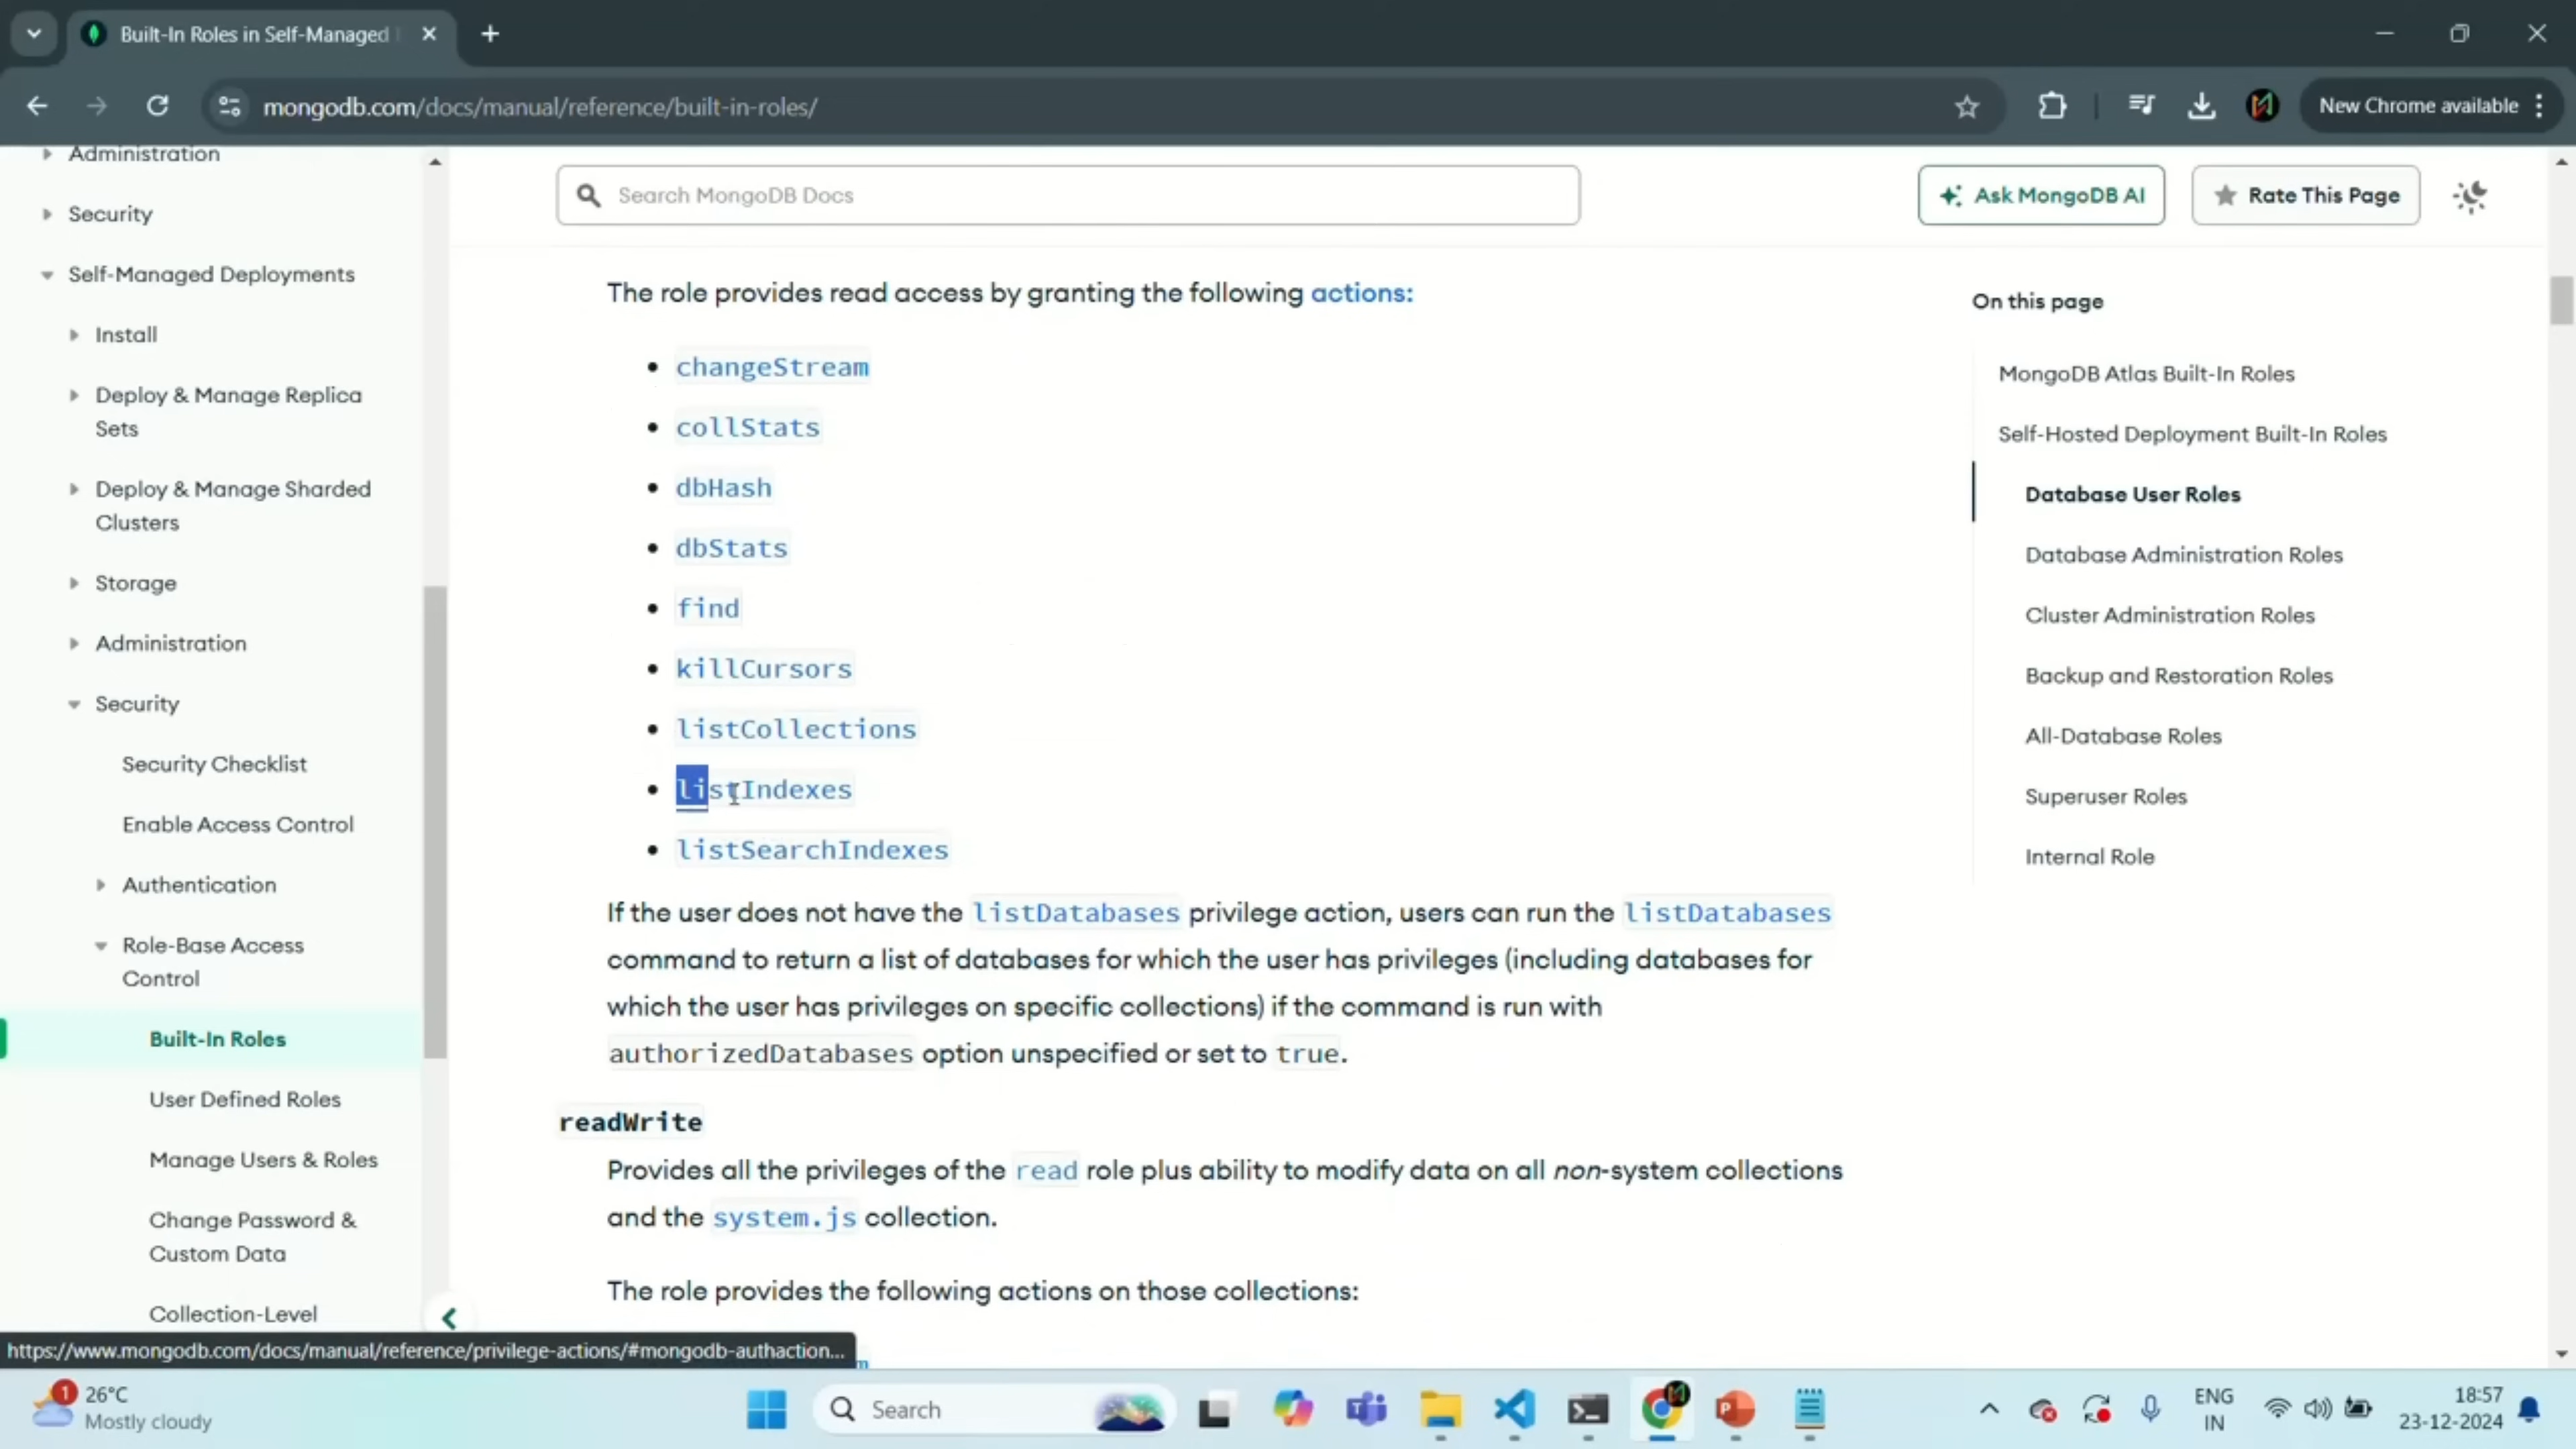 Built-In Roles in Self-Managed
mongodb.com/docs/manual/reference/built-in-roles/
New Chrome available
Administration
Security
Self-Managed Deployments
Install
Deploy & Manage Replica
Sets
Deploy & Manage Sharded
Clusters
Storage
Administration
Security
Security Checklist
Enable Access Control
Authentication
Role-Base Access
Control
Built-In Roles
User Defined Roles
Manage Users & Roles
Change Password &
Custom Data
Collection-Level
Search MongoDB Docs
Ask MongoDB AI
Rate This Page
The role provides read access by granting the following actions:
• changeStream
• collStats
• dbHash
• dbStats
• find
• killCursors
• listCollections
• listIndexes
• listSearchIndexes
If the user does not have the listDatabases privilege action, users can run the listDatabases
command to return a list of databases for which the user has privileges (including databases for
which the user has privileges on specific collections) if the command is run with
authorizedDatabases option unspecified or set to true.
readWrite
Provides all the privileges of the read role plus ability to modify data on all non-system collections
and the system.js collection.
The role provides the following actions on those collections:
On this page
MongoDB Atlas Built-In Roles
Self-Hosted Deployment Built-In Roles
Database User Roles
Database Administration Roles
Cluster Administration Roles
Backup and Restoration Roles
All-Database Roles
Superuser Roles
Internal Role
https://www.mongodb.com/docs/manual/reference/privilege-actions/#mongodb-authaction...
1
26°C
Mostly cloudy
Search
ENG
IN
18:57
23-12-2024